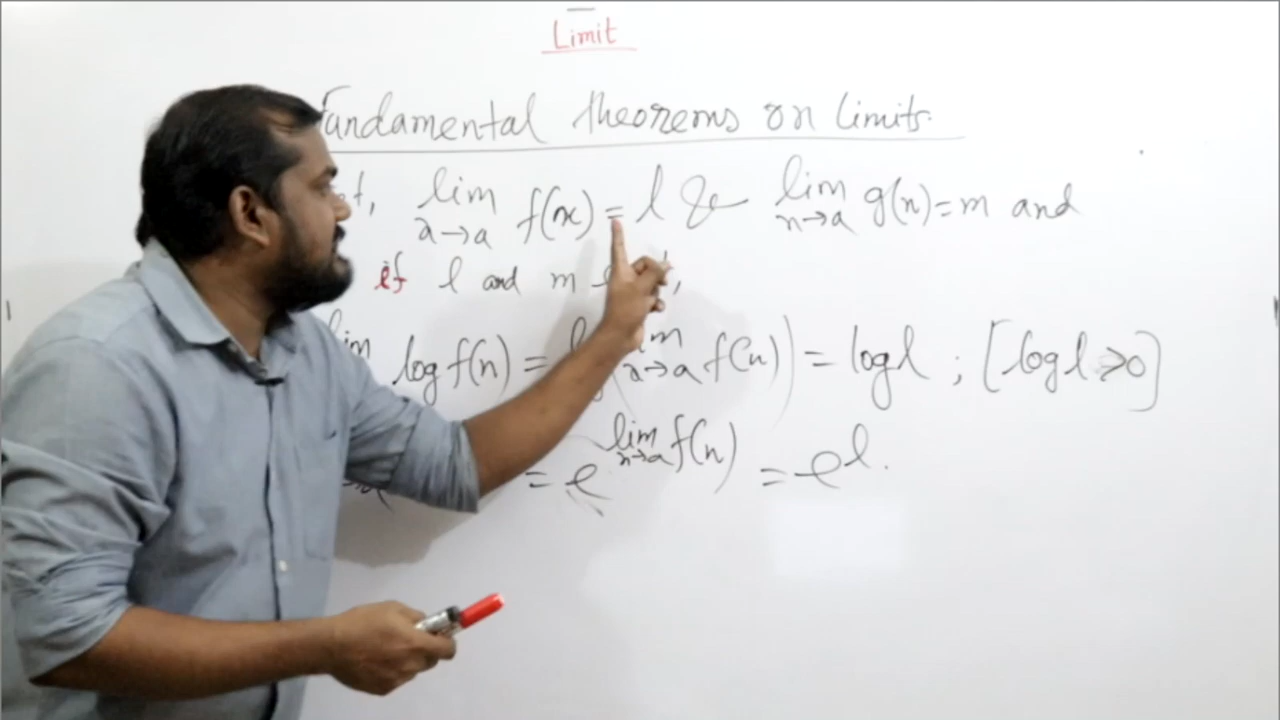 Limit
Fundamental theorems on limits.
lim x→a f(x) = l & lim x→a g(x) = m and
if l and m
log f(x) = lim x→a f(x)) = log l ; [log l > 0]
= e^{lim x→a f(x)} = e^l.